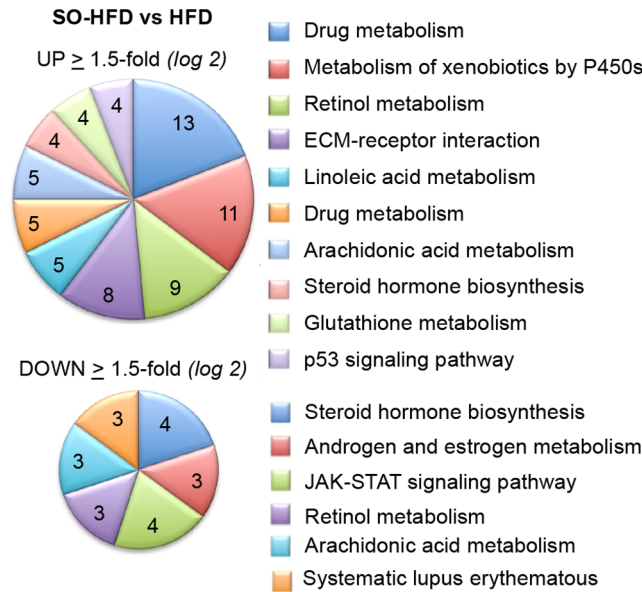 SO-HFD vs HFD
UP ≥ 1.5-fold (log 2)
13
11
9
8
5
5
5
4
4
4
Drug metabolism
Metabolism of xenobiotics by P450s
Retinol metabolism
ECM-receptor interaction
Linoleic acid metabolism
Drug metabolism
Arachidonic acid metabolism
Steroid hormone biosynthesis
Glutathione metabolism
p53 signaling pathway
DOWN ≥ 1.5-fold (log 2)
4
3
4
3
3
3
Steroid hormone biosynthesis
Androgen and estrogen metabolism
JAK-STAT signaling pathway
Retinol metabolism
Arachidonic acid metabolism
Systematic lupus erythematous